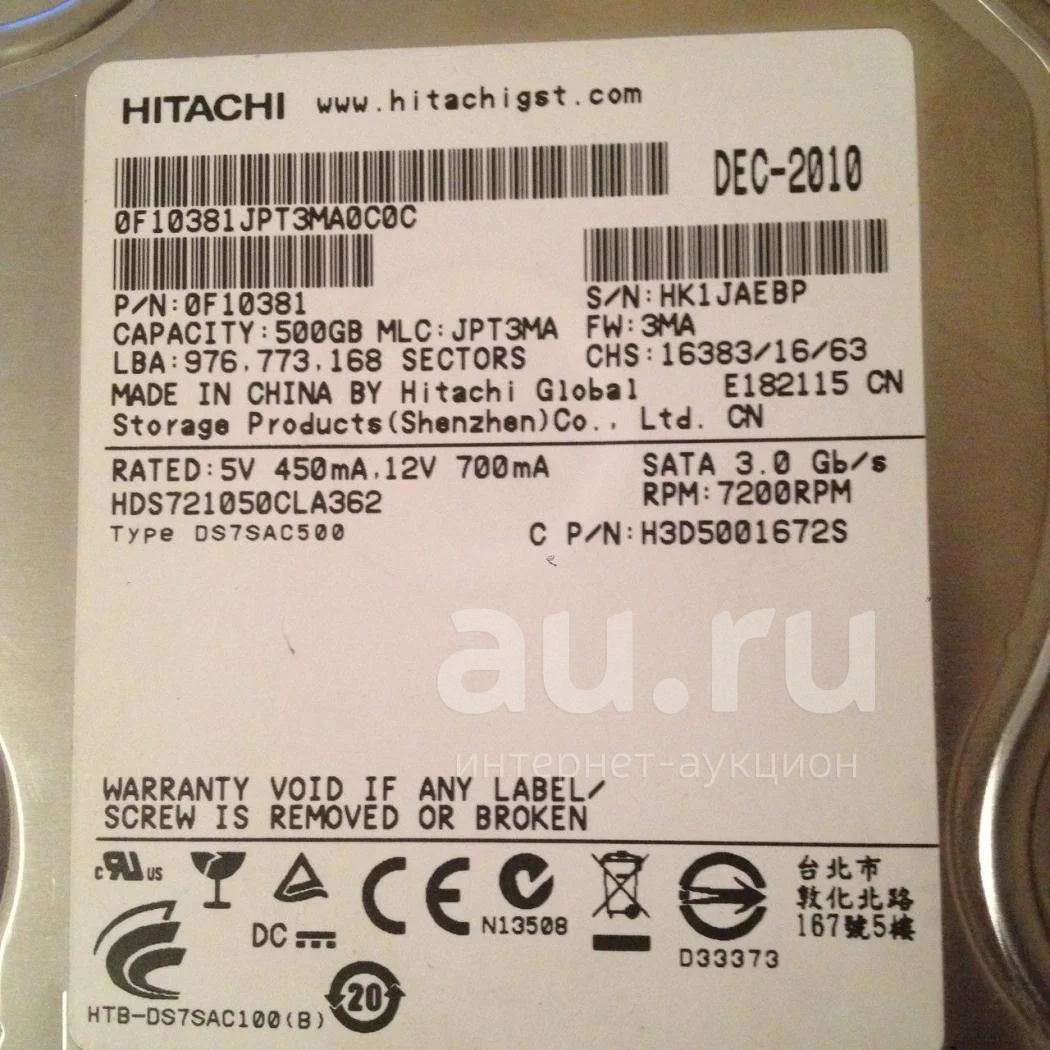 HITACHI www.hitachigst.com
DEC-2010
0F10381JPT3MA0C0C
P/N:0F10381 S/N:HK1JAEBP
CAPACITY:500GB MLC:JPT3MA FW:3MA
LBA:976,773,168 SECTORS CHS:16383/16/63
MADE IN CHINA BY Hitachi Global E182115 CN
Storage Products(Shenzhen)Co., Ltd. CN
RATED:5V 450mA,12V 700mA SATA 3.0 Gb/s
HDS721050CLA362 RPM:7200RPM
Type DS7SAC500 C P/N:H3D5001672S
au.ru
интернет-аукцион
WARRANTY VOID IF ANY LABEL/
SCREW IS REMOVED OR BROKEN
c RU us CE
N13508
DC
D33373
台北市
敦化北路
167號5樓
20
HTB-DS7SAC100(B)